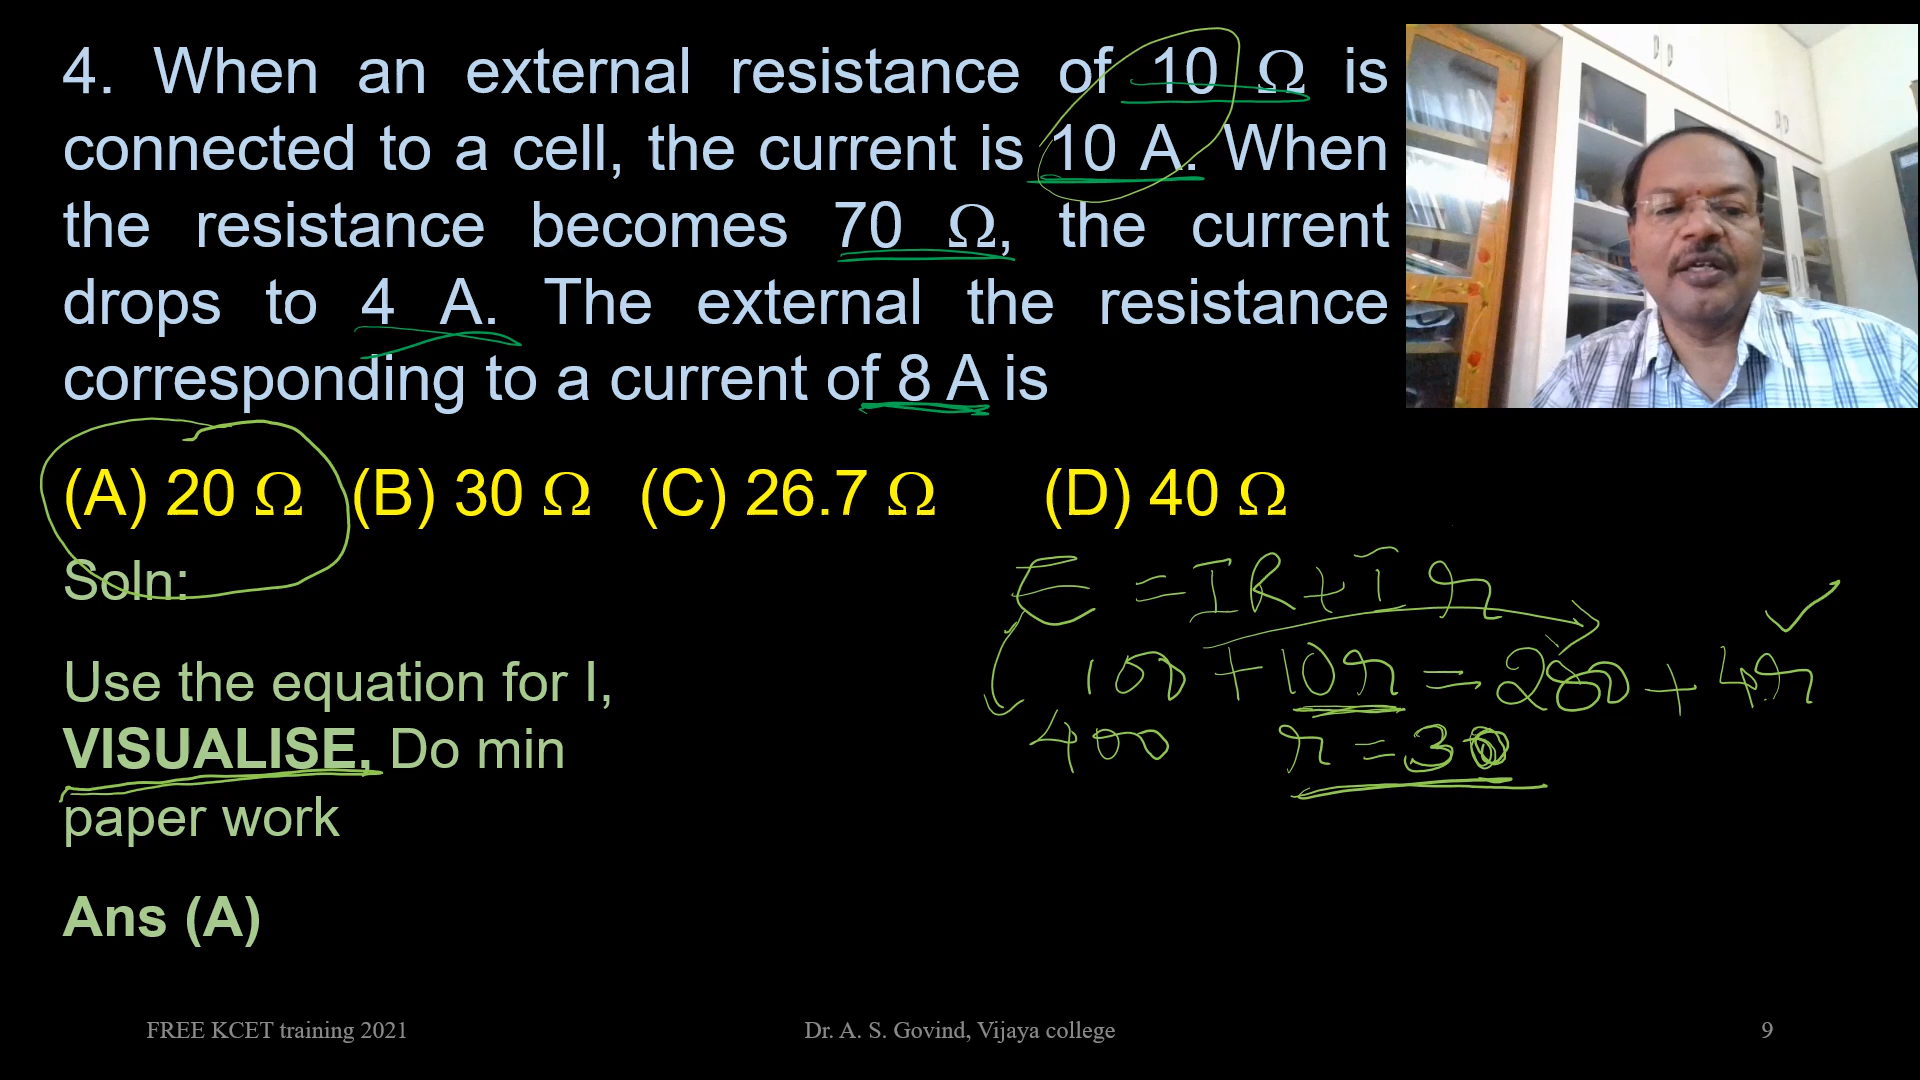 4. When an external resistance of 10 Ω is
connected to a cell, the current is 10 A. When
the resistance becomes 70 Ω, the current
drops to 4 A. The external the resistance
corresponding to a current of 8 A is
(A) 20 Ω (B) 30 Ω (C) 26.7 Ω (D) 40 Ω
Soln:
E = IR + I r
100 + 10r = 280 + 4r
400 r = 30
Use the equation for I,
VISUALISE, Do min
paper work
Ans (A)
FREE KCET training 2021 Dr. A. S. Govind, Vijaya college 9